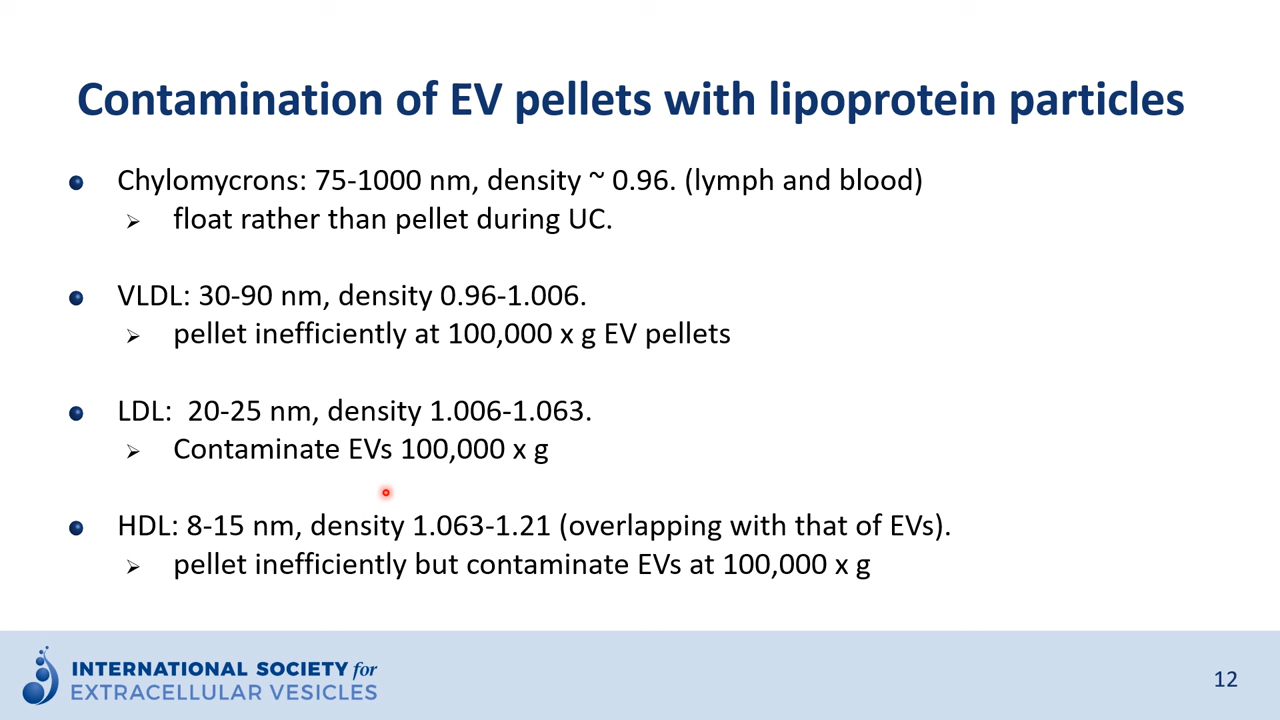 Contamination of EV pellets with lipoprotein particles
Chylomycrons: 75-1000 nm, density ~ 0.96. (lymph and blood)
float rather than pellet during UC.
VLDL: 30-90 nm, density 0.96-1.006.
pellet inefficiently at 100,000 x g EV pellets
LDL:  20-25 nm, density 1.006-1.063.
Contaminate EVs 100,000 x g
HDL: 8-15 nm, density 1.063-1.21 (overlapping with that of EVs).
pellet inefficiently but contaminate EVs at 100,000 x g
INTERNATIONAL SOCIETY for
EXTRACELLULAR VESICLES
12